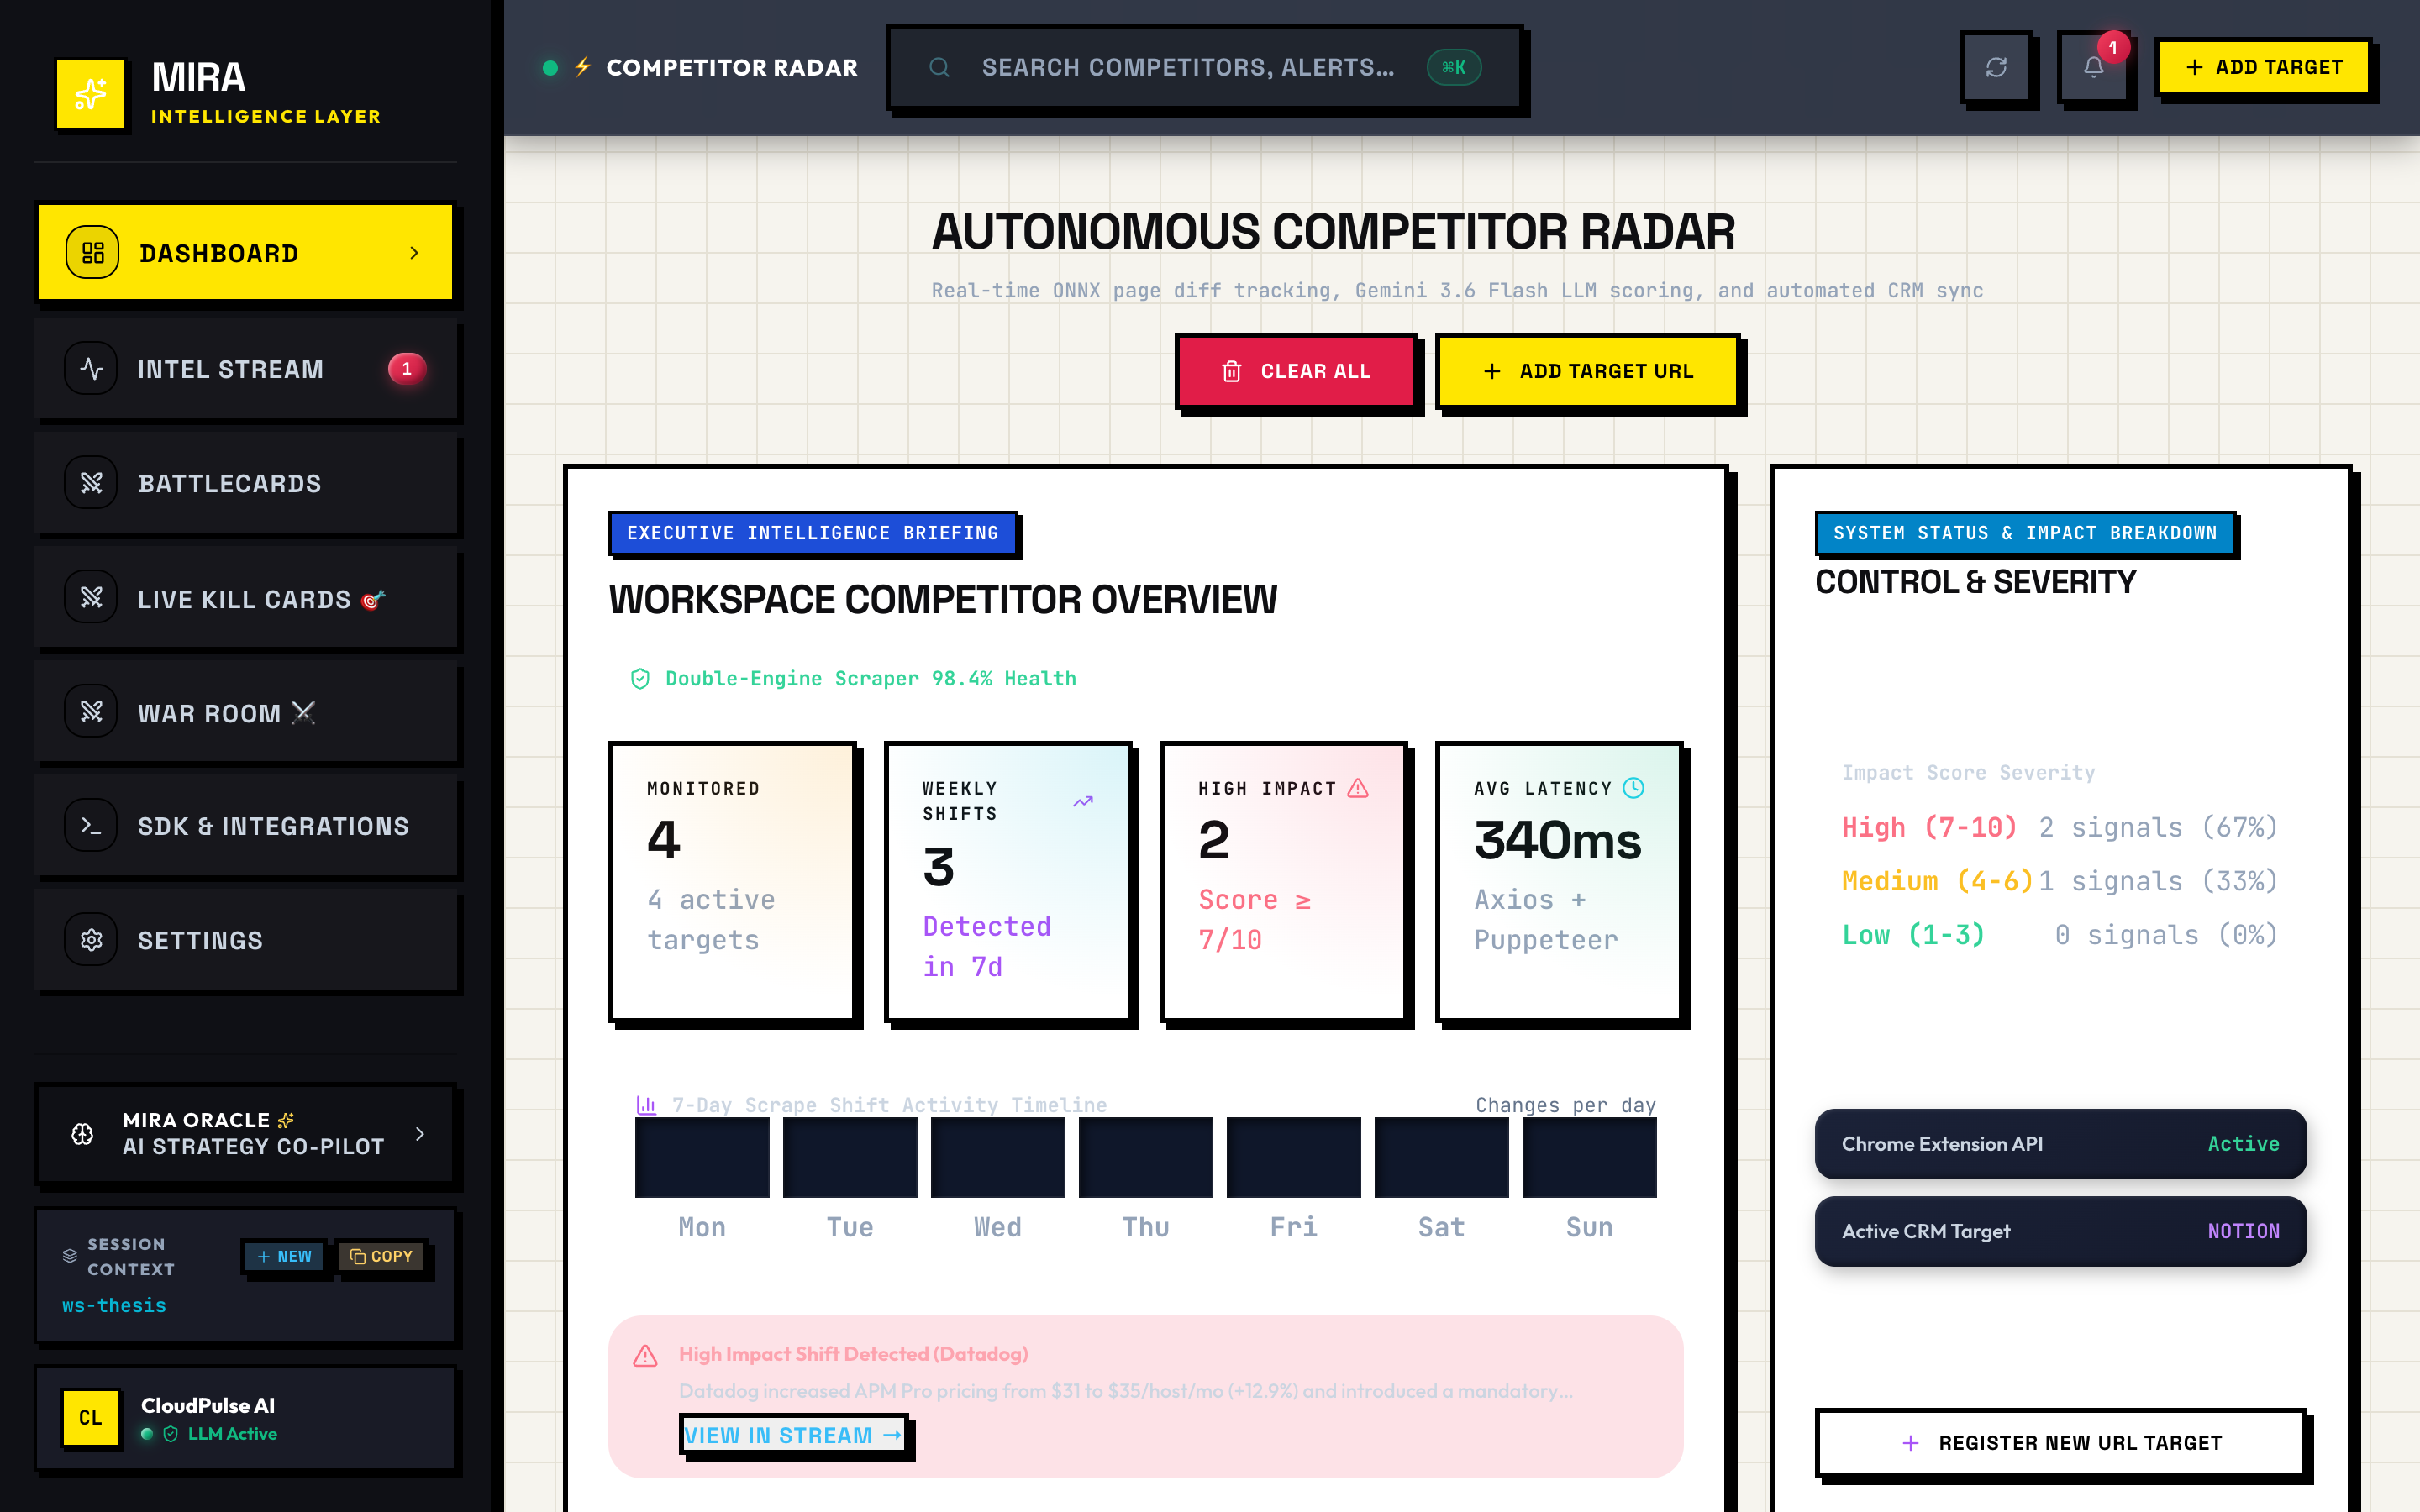 MIRA
INTELLIGENCE LAYER
DASHBOARD
INTEL STREAM
1
BATTLECARDS
LIVE KILL CARDS 🎯
WAR ROOM ⚔
SDK & INTEGRATIONS
SETTINGS
MIRA ORACLE
AI STRATEGY CO-PILOT
SESSION
CONTEXT
+ NEW
COPY
ws-thesis
CL
CloudPulse AI
LLM Active
⚡ COMPETITOR RADAR
SEARCH COMPETITORS, ALERTS...
⌘K
1
+ ADD TARGET
AUTONOMOUS COMPETITOR RADAR
Real-time ONNX page diff tracking, Gemini 3.6 Flash LLM scoring, and automated CRM sync
CLEAR ALL
+ ADD TARGET URL
EXECUTIVE INTELLIGENCE BRIEFING
WORKSPACE COMPETITOR OVERVIEW
Double-Engine Scraper 98.4% Health
MONITORED
4
4 active
targets
WEEKLY
SHIFTS
3
Detected
in 7d
HIGH IMPACT
2
Score ≥
7/10
AVG LATENCY
340ms
Axios +
Puppeteer
7-Day Scrape Shift Activity Timeline
Changes per day
Mon Tue Wed Thu Fri Sat Sun
High Impact Shift Detected (Datadog)
Datadog increased APM Pro pricing from $31 to $35/host/mo (+12.9%) and introduced a mandatory...
VIEW IN STREAM →
SYSTEM STATUS & IMPACT BREAKDOWN
CONTROL & SEVERITY
Impact Score Severity
High (7-10) 2 signals (67%)
Medium (4-6) 1 signals (33%)
Low (1-3) 0 signals (0%)
Chrome Extension API Active
Active CRM Target NOTION
+ REGISTER NEW URL TARGET